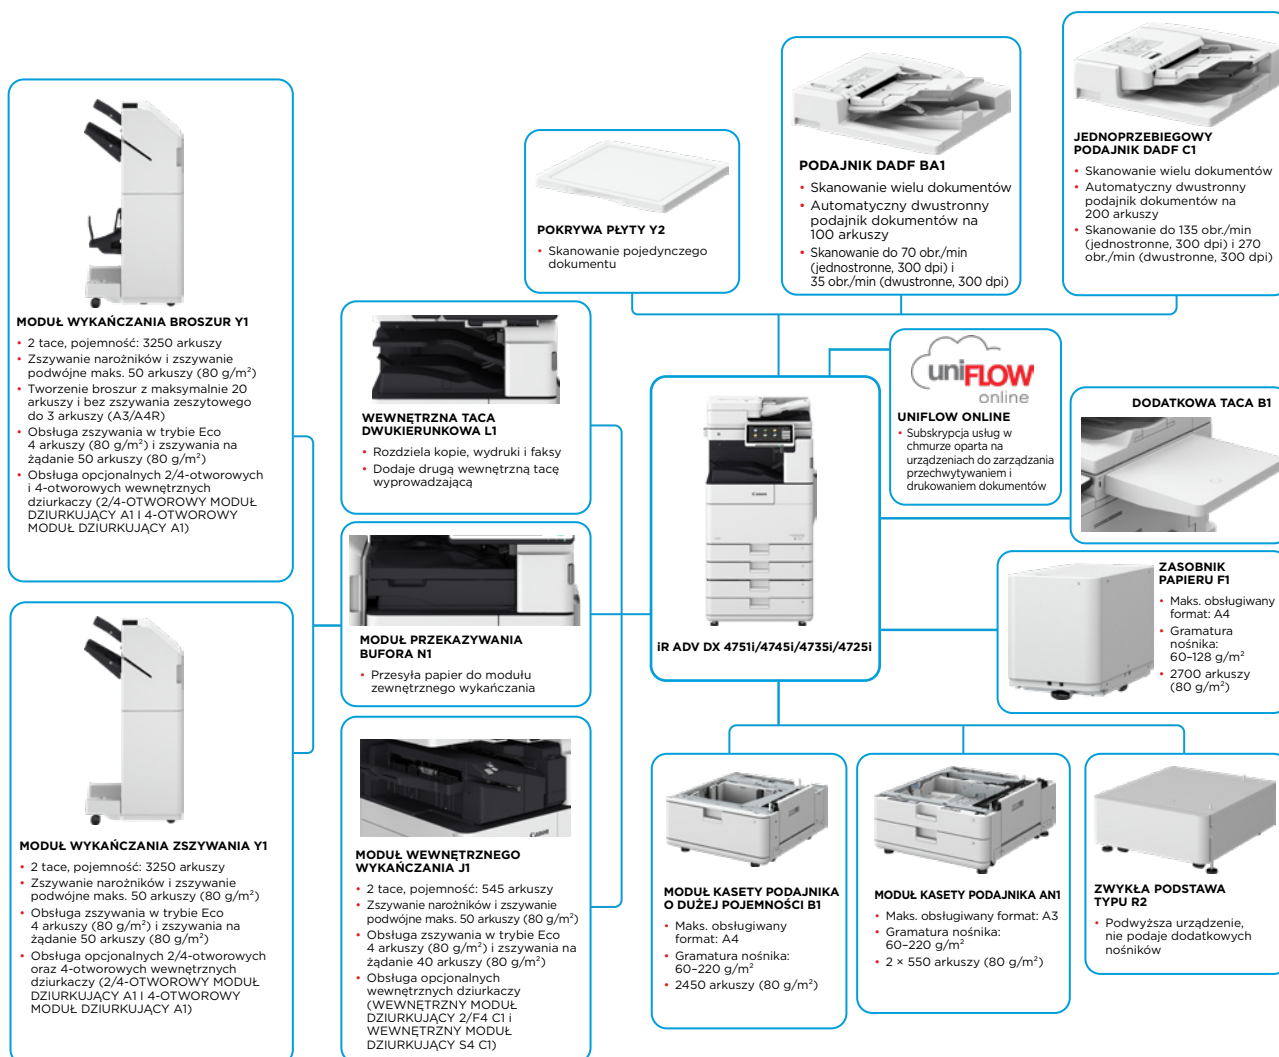 MODUŁ WYKAŃCZANIA BROSZUR Y1
• 2 tace, pojemność: 3250 arkuszy
• Zszywanie narożników i zszywanie
podwójne maks. 50 arkuszy (80 g/m²)
• Tworzenie broszur z maksymalnie 20
arkuszy i bez zszywania zeszytowego
do 3 arkuszy (A3/A4R)
• Obsługa zszywania w trybie Eco
4 arkuszy (80 g/m²) i zszywania na
żądanie 50 arkuszy (80 g/m²)
• Obsługa opcjonalnych 2/4-otworowych
i 4-otworowych wewnętrznych
dziurkaczy (2/4-OTWOROWY MODUŁ
DZIURKUJĄCY A1 I 4-OTWOROWY
MODUŁ DZIURKUJĄCY A1)
MODUŁ WYKAŃCZANIA ZSZYWANIA Y1
• 2 tace, pojemność: 3250 arkuszy
• Zszywanie narożników i zszywanie
podwójne maks. 50 arkuszy (80 g/m²)
• Obsługa zszywania w trybie Eco
4 arkuszy (80 g/m²) i zszywania na
żądanie 50 arkuszy (80 g/m²)
• Obsługa opcjonalnych 2/4-otworowych
oraz 4-otworowych wewnętrznych
dziurkaczy (2/4-OTWOROWY MODUŁ
DZIURKUJĄCY A1 I 4-OTWOROWY
MODUŁ DZIURKUJĄCY A1)
WEWNĘTRZNA TACA
DWUKIERUNKOWA L1
• Rozdziela kopie, wydruki i faksy
• Dodaje drugą wewnętrzną tacę
wyprowadzającą
MODUŁ PRZEKAZYWANIA
BUFORA N1
• Przesyła papier do modułu
zewnętrznego wykańczania
Canon
MODUŁ WEWNĘTRZNEGO
WYKAŃCZANIA J1
• 2 tace, pojemność: 545 arkuszy
• Zszywanie narożników i zszywanie
podwójne maks. 50 arkuszy (80 g/m²)
• Obsługa zszywania w trybie Eco
4 arkuszy (80 g/m²) i zszywania na
żądanie 40 arkuszy (80 g/m²)
• Obsługa opcjonalnych
wewnętrznych dziurkaczy
(WEWNĘTRZNY MODUŁ
DZIURKUJĄCY 2/F4 C1 i
WEWNĘTRZNY MODUŁ
DZIURKUJĄCY S4 C1)
POKRYWA PŁYTY Y2
• Skanowanie pojedynczego
dokumentu
PODAJNIK DADF BA1
• Skanowanie wielu dokumentów
• Automatyczny dwustronny
podajnik dokumentów na
100 arkuszy
• Skanowanie do 70 obr./min
(jednostronne, 300 dpi) i
35 obr./min (dwustronne, 300 dpi)
JEDNOPRZEBIEGOWY
PODAJNIK DADF C1
• Skanowanie wielu dokumentów
• Automatyczny dwustronny
podajnik dokumentów na
200 arkuszy
• Skanowanie do 135 obr./min
(jednostronne, 300 dpi) i 270
obr./min (dwustronne, 300 dpi)
Canon
iR ADV DX 4751i/4745i/4735i/4725i
uniFLOW
online
UNIFLOW ONLINE
• Subskrypcja usług w
chmurze oparta na
urządzeniach do zarządzania
przechwytywaniem i
drukowaniem dokumentów
DODATKOWA TACA B1
ZASOBNIK
PAPIERU F1
• Maks. obsługiwany
format: A4
• Gramatura
nośnika:
60–128 g/m²
• 2700 arkuszy
(80 g/m²)
MODUŁ KASETY PODAJNIKA
O DUŻEJ POJEMNOŚCI B1
• Maks. obsługiwany
format: A4
• Gramatura nośnika:
60–220 g/m²
• 2450 arkuszy (80 g/m²)
MODUŁ KASETY PODAJNIKA AN1
• Maks. obsługiwany format: A3
• Gramatura nośnika:
60–220 g/m²
• 2 × 550 arkuszy (80 g/m²)
ZWYKŁA PODSTAWA
TYPU R2
• Podwyższa urządzenie,
nie podaje dodatkowych
nośników